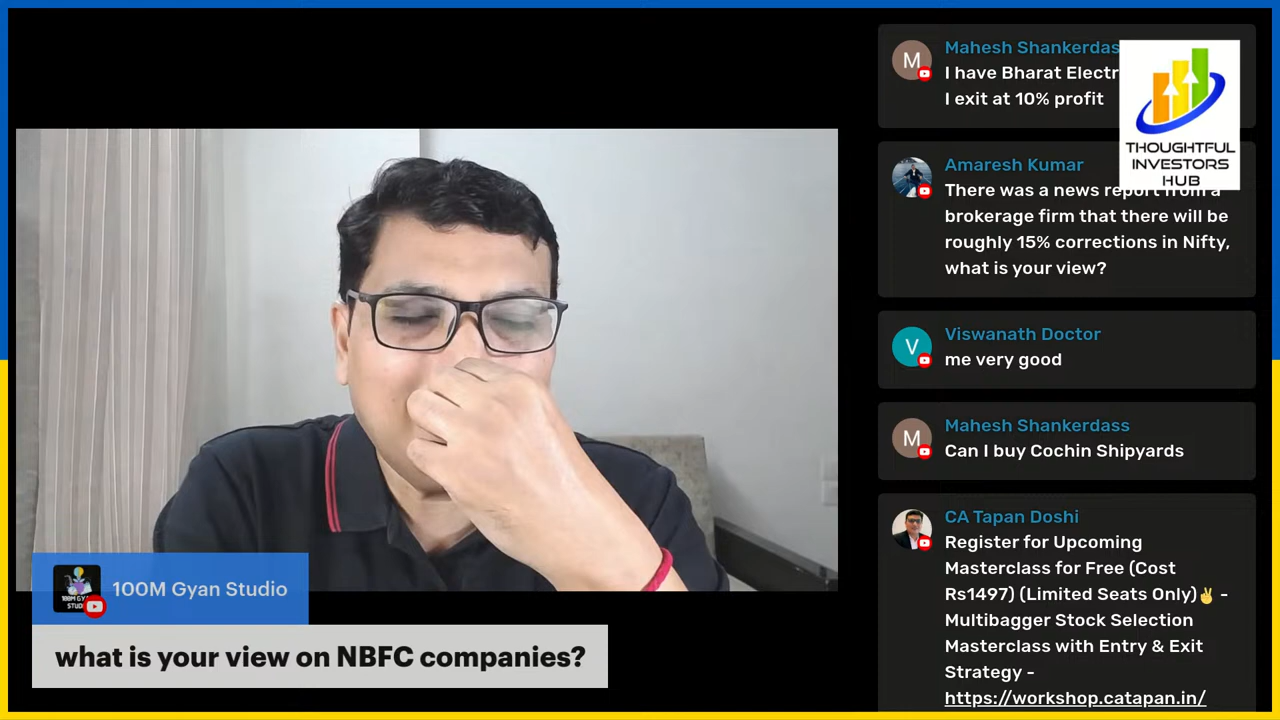 Mahesh Shankerdas
I have Bharat Electr
I exit at 10% profit
THOUGHTFUL
INVESTORS
HUB
Amaresh Kumar
There was a news report from a
brokerage firm that there will be
roughly 15% corrections in Nifty,
what is your view?
V
Viswanath Doctor
me very good
M
Mahesh Shankerdass
Can I buy Cochin Shipyards
M
CA Tapan Doshi
Register for Upcoming
Masterclass for Free (Cost
Rs1497) (Limited Seats Only)✌ -
Multibagger Stock Selection
Masterclass with Entry & Exit
Strategy -
https://workshop.catapan.in/
100M Gyan Studio
what is your view on NBFC companies?